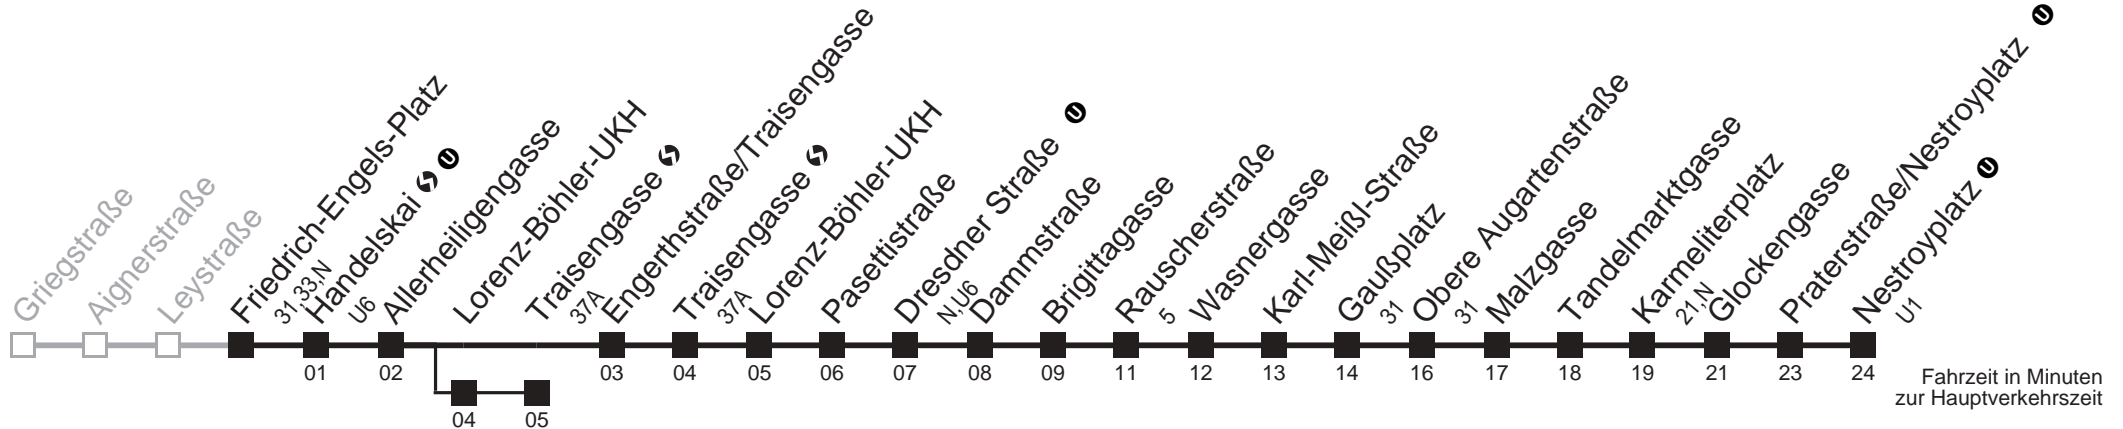 Griegstraße
Aignerstraße
Leystraße
Friedrich-Engels-Platz
31,33,N
Handelskai S U
U6
Allerheiligengasse
Lorenz-Böhler-UKH
Traisengasse S
37A
Engerthstraße/Traisengasse
Traisengasse S
37A
Lorenz-Böhler-UKH
Pasettistraße
Dresdner Straße U
N,U6
Dammstraße
Brigittagasse
Rauscherstraße
5
Wasnergasse
Karl-Meißl-Straße
Gaußplatz
31
Obere Augartenstraße
31
Malzgasse
Tandelmarktgasse
Karmeliterplatz
21,N
Glockengasse
Praterstraße/Nestroyplatz U
Nestroyplatz U
U1
01 02 03 04 05 06 07 08 09 11 12 13 14 16 17 18 19 21 23 24
04 05
Fahrzeit in Minuten
zur Hauptverkehrszeit